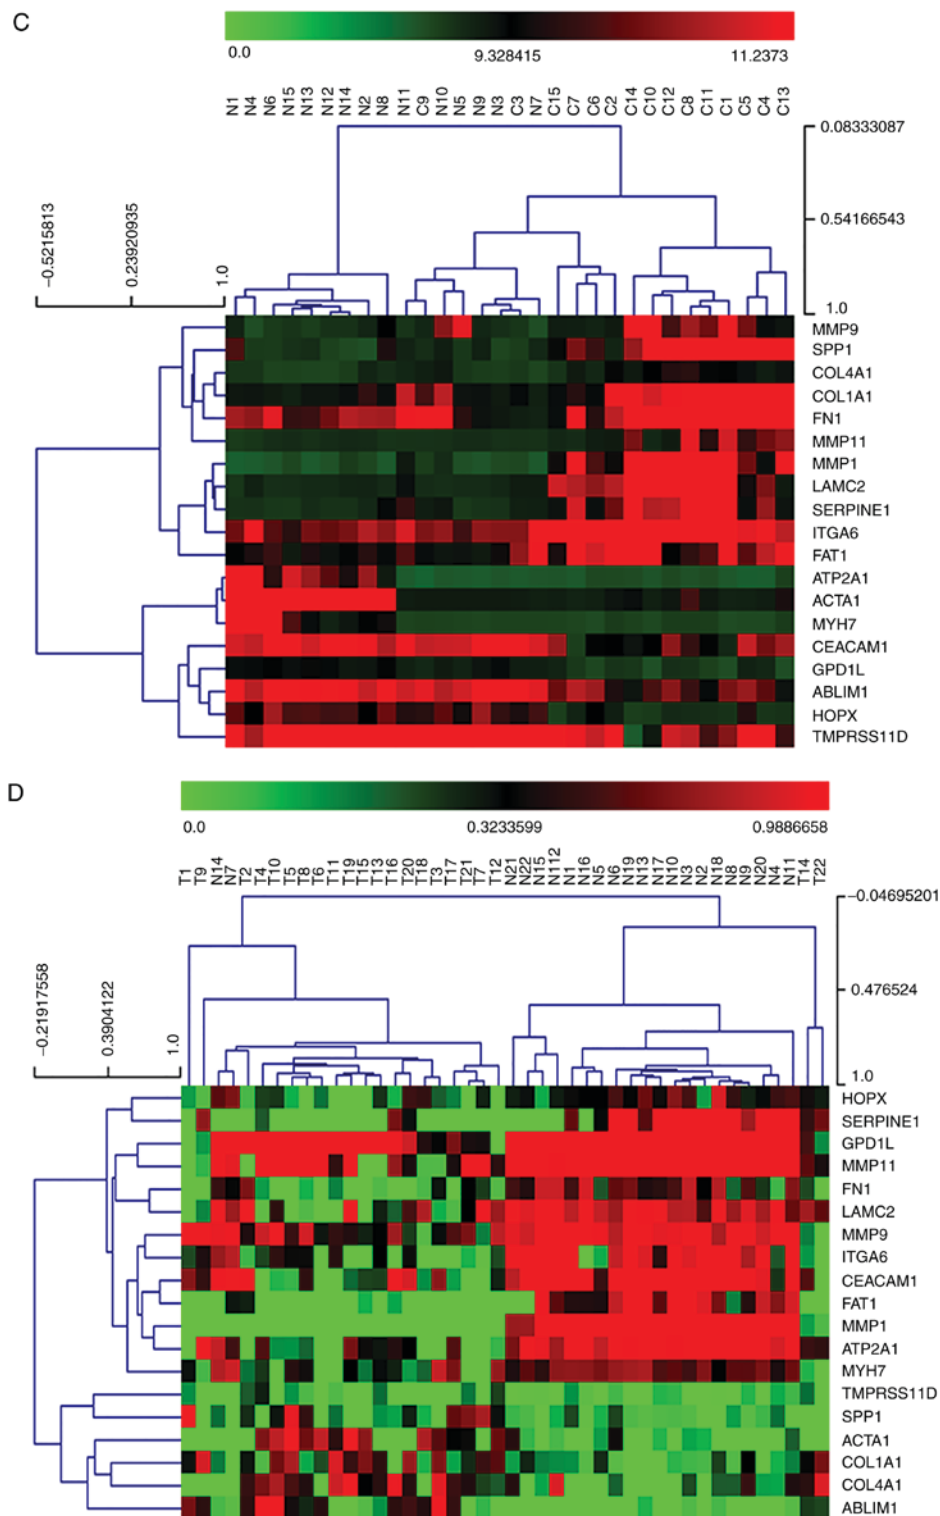 C
0.0 9.328415 11.2373
N1 N4 N6 N15 N13 N12 N14 N2 N8 N11 C9 N10 N5 N9 N3 C3 N7 C15 C7 C6 C2 C14 C10 C12 C8 C11 C1 C5 C4 C13
0.08333087
0.54166543
1.0
−0.5215813 0.23920935 1.0
MMP9
SPP1
COL4A1
COL1A1
FN1
MMP11
MMP1
LAMC2
SERPINE1
ITGA6
FAT1
ATP2A1
ACTA1
MYH7
CEACAM1
GPD1L
ABLIM1
HOPX
TMPRSS11D
D
0.0 0.3233599 0.9886658
T1 T9 N14 N7 T2 T4 T10 T5 T8 T6 T11 T19 T15 T13 T16 T20 T18 T3 T17 T21 T7 T12 N21 N22 N15 N112 N1 N16 N5 N6 N19 N13 N17 N10 N3 N2 N18 N8 N9 N20 N4 N11 T14 T22
−0.04695201
0.476524
1.0
−0.21917558 0.3904122 1.0
HOPX
SERPINE1
GPD1L
MMP11
FN1
LAMC2
MMP9
ITGA6
CEACAM1
FAT1
MMP1
ATP2A1
MYH7
TMPRSS11D
SPP1
ACTA1
COL1A1
COL4A1
ABLIM1